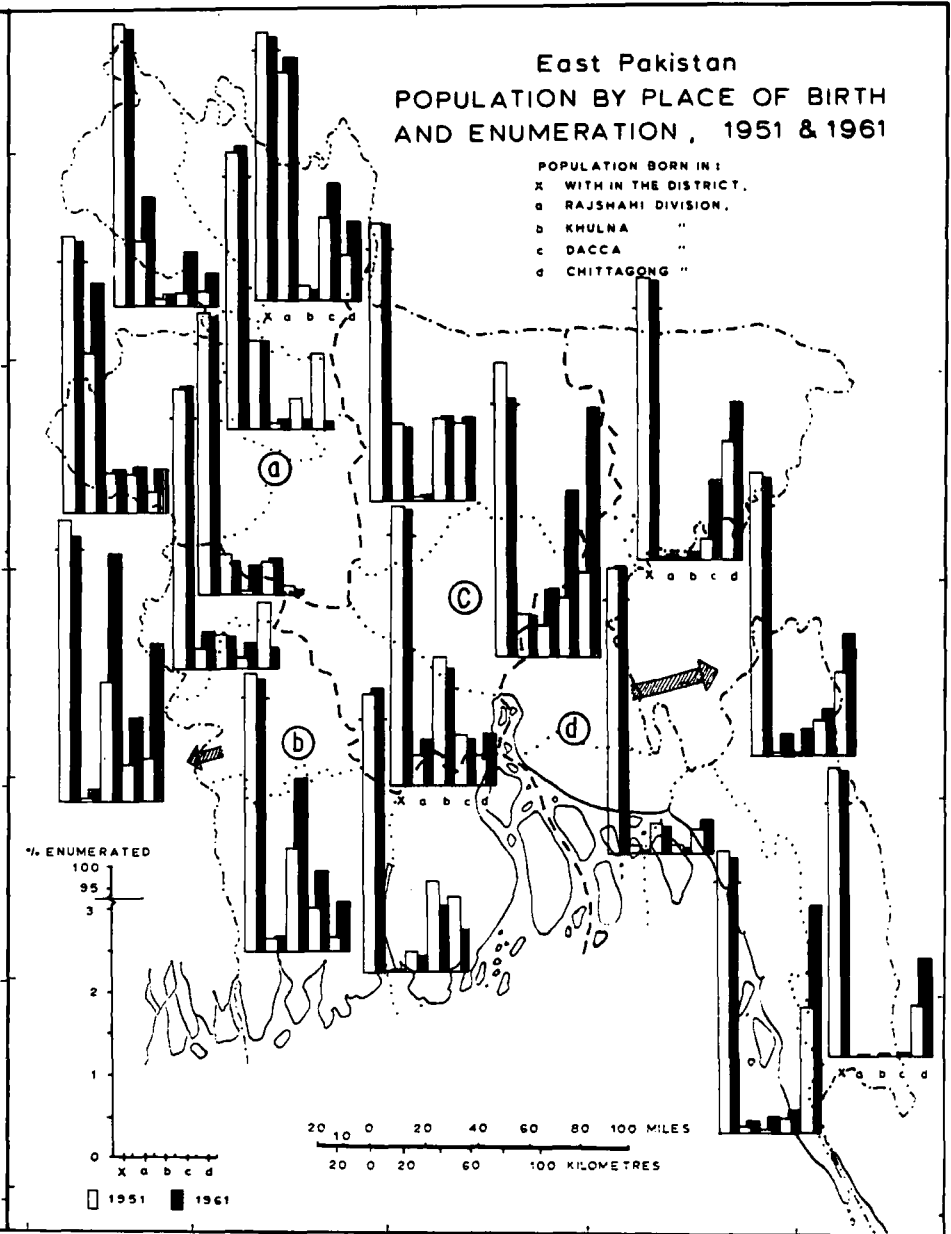 East Pakistan
POPULATION BY PLACE OF BIRTH
AND ENUMERATION, 1951 & 1961
POPULATION BORN IN:
X WITH IN THE DISTRICT,
a RAJSHAHI DIVISION,
b KHULNA "
c DACCA "
d CHITTAGONG "
X a b c d
a
X a b c d
c
d
b
X a b c d
% ENUMERATED
100
95
3
2
1
0
X a b c d
1951 1961
X a b c d
20 10 0 20 40 60 80 100 MILES
20 0 20 60 100 KILOMETRES